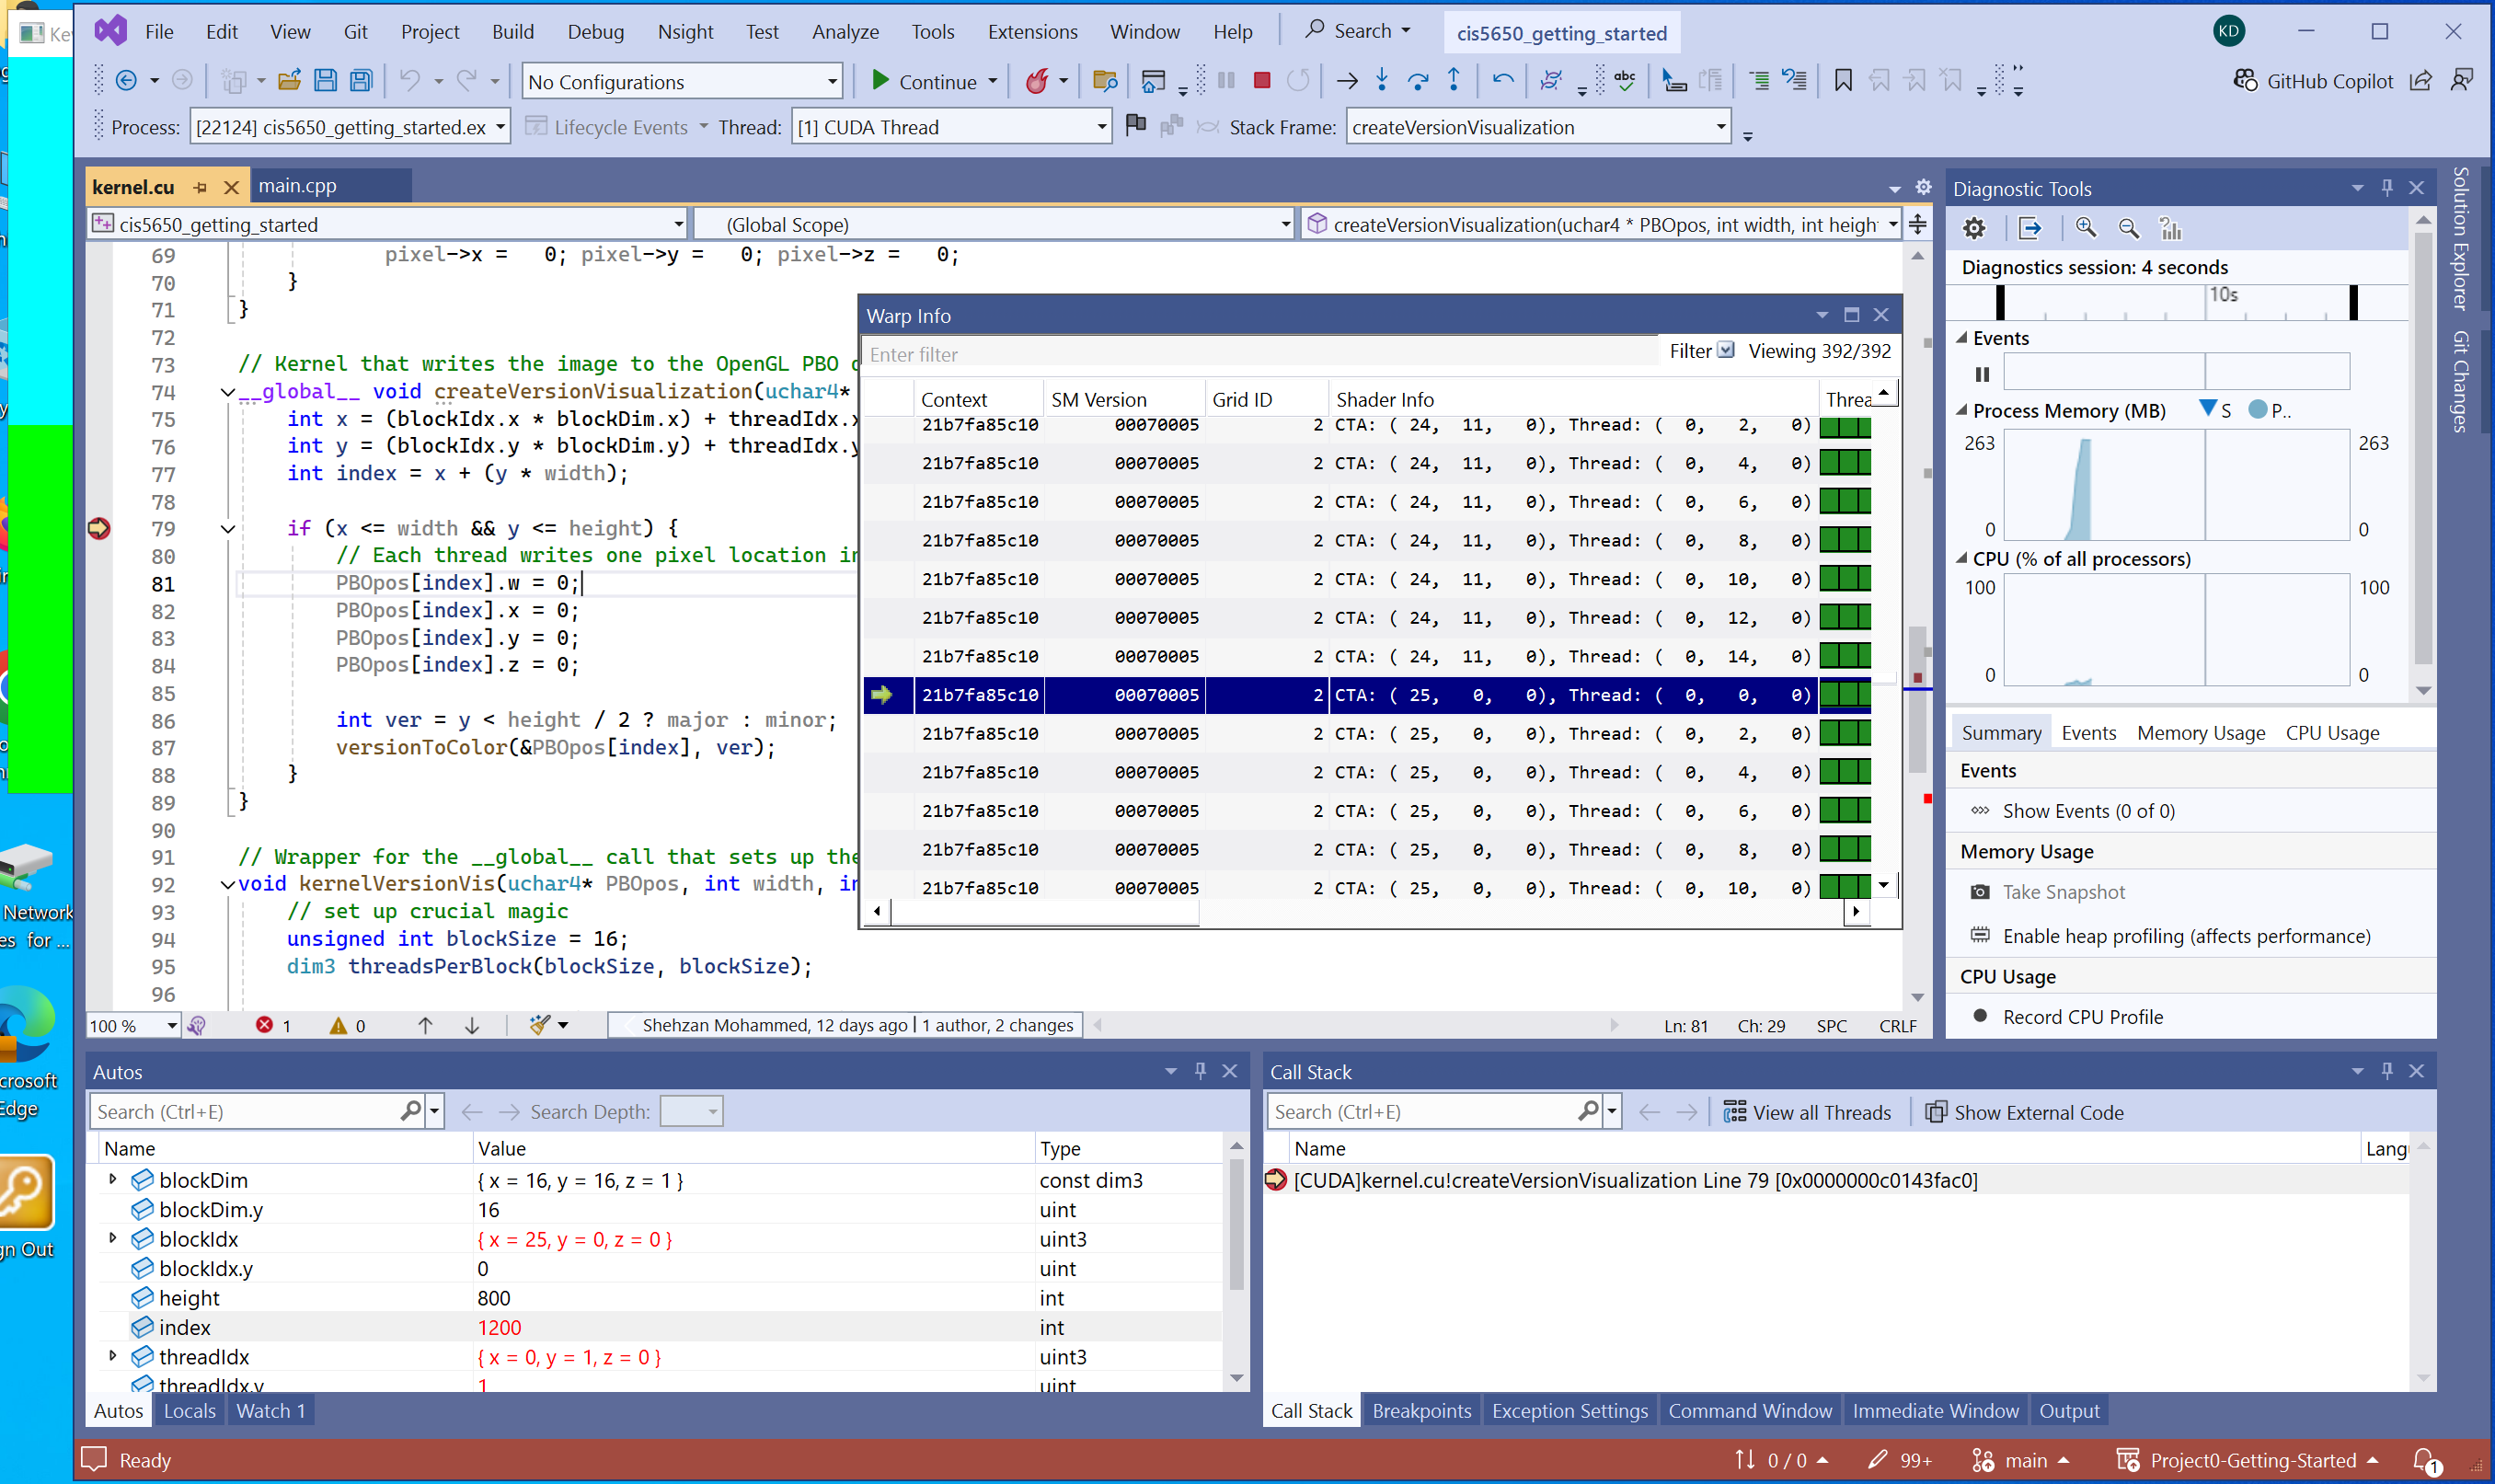 File Edit View Git Project Build Debug Nsight Test Analyze Tools Extensions Window Help Search cis5650_getting_started KD
No Configurations Continue GitHub Copilot
Process: [22124] cis5650_getting_started.ex Lifecycle Events Thread: [1] CUDA Thread Stack Frame: createVersionVisualization
kernel.cu main.cpp
cis5650_getting_started (Global Scope) createVersionVisualization(uchar4 * PBOpos, int width, int heigh
69 pixel->x = 0; pixel->y = 0; pixel->z = 0;
70 }
71 }
72
73 // Kernel that writes the image to the OpenGL PBO
74 __global__ void createVersionVisualization(uchar4*
75 int x = (blockIdx.x * blockDim.x) + threadIdx.x
76 int y = (blockIdx.y * blockDim.y) + threadIdx.y
77 int index = x + (y * width);
78
79 if (x <= width && y <= height) {
80 // Each thread writes one pixel location in
81 PBOpos[index].w = 0;
82 PBOpos[index].x = 0;
83 PBOpos[index].y = 0;
84 PBOpos[index].z = 0;
85
86 int ver = y < height / 2 ? major : minor;
87 versionToColor(&PBOpos[index], ver);
88 }
89 }
90
91 // Wrapper for the __global__ call that sets up the
92 void kernelVersionVis(uchar4* PBOpos, int width, in
93 // set up crucial magic
94 unsigned int blockSize = 16;
95 dim3 threadsPerBlock(blockSize, blockSize);
96
100 % 1 0 Shehzan Mohammed, 12 days ago | 1 author, 2 changes Ln: 81 Ch: 29 SPC CRLF
Warp Info
Enter filter Filter Viewing 392/392
Context SM Version Grid ID Shader Info Threa
21b7fa85c10 00070005 2 CTA: ( 24, 11, 0), Thread: ( 0, 2, 0)
21b7fa85c10 00070005 2 CTA: ( 24, 11, 0), Thread: ( 0, 4, 0)
21b7fa85c10 00070005 2 CTA: ( 24, 11, 0), Thread: ( 0, 6, 0)
21b7fa85c10 00070005 2 CTA: ( 24, 11, 0), Thread: ( 0, 8, 0)
21b7fa85c10 00070005 2 CTA: ( 24, 11, 0), Thread: ( 0, 10, 0)
21b7fa85c10 00070005 2 CTA: ( 24, 11, 0), Thread: ( 0, 12, 0)
21b7fa85c10 00070005 2 CTA: ( 24, 11, 0), Thread: ( 0, 14, 0)
21b7fa85c10 00070005 2 CTA: ( 25, 0, 0), Thread: ( 0, 0, 0)
21b7fa85c10 00070005 2 CTA: ( 25, 0, 0), Thread: ( 0, 2, 0)
21b7fa85c10 00070005 2 CTA: ( 25, 0, 0), Thread: ( 0, 4, 0)
21b7fa85c10 00070005 2 CTA: ( 25, 0, 0), Thread: ( 0, 6, 0)
21b7fa85c10 00070005 2 CTA: ( 25, 0, 0), Thread: ( 0, 8, 0)
21b7fa85c10 00070005 2 CTA: ( 25, 0, 0), Thread: ( 0, 10, 0)
Diagnostic Tools
Diagnostics session: 4 seconds
10s
Events
Process Memory (MB) S P..
263 263
0 0
CPU (% of all processors)
100 100
0 0
Summary Events Memory Usage CPU Usage
Events
Show Events (0 of 0)
Memory Usage
Take Snapshot
Enable heap profiling (affects performance)
CPU Usage
Record CPU Profile
Solution Explorer
Git Changes
Autos
Search (Ctrl+E) Search Depth:
Name Value Type
blockDim { x = 16, y = 16, z = 1 } const dim3
blockDim.y 16 uint
blockIdx { x = 25, y = 0, z = 0 } uint3
blockIdx.y 0 uint
height 800 int
index 1200 int
threadIdx { x = 0, y = 1, z = 0 } uint3
threadIdx.y 1 uint
Autos Locals Watch 1
Call Stack
Search (Ctrl+E) View all Threads Show External Code
Name Lang
[CUDA]kernel.cu!createVersionVisualization Line 79 [0x0000000c0143fac0]
Call Stack Breakpoints Exception Settings Command Window Immediate Window Output
Ready 0 / 0 99+ main Project0-Getting-Started 1
Network
es for ...
crosoft
Edge
gn Out